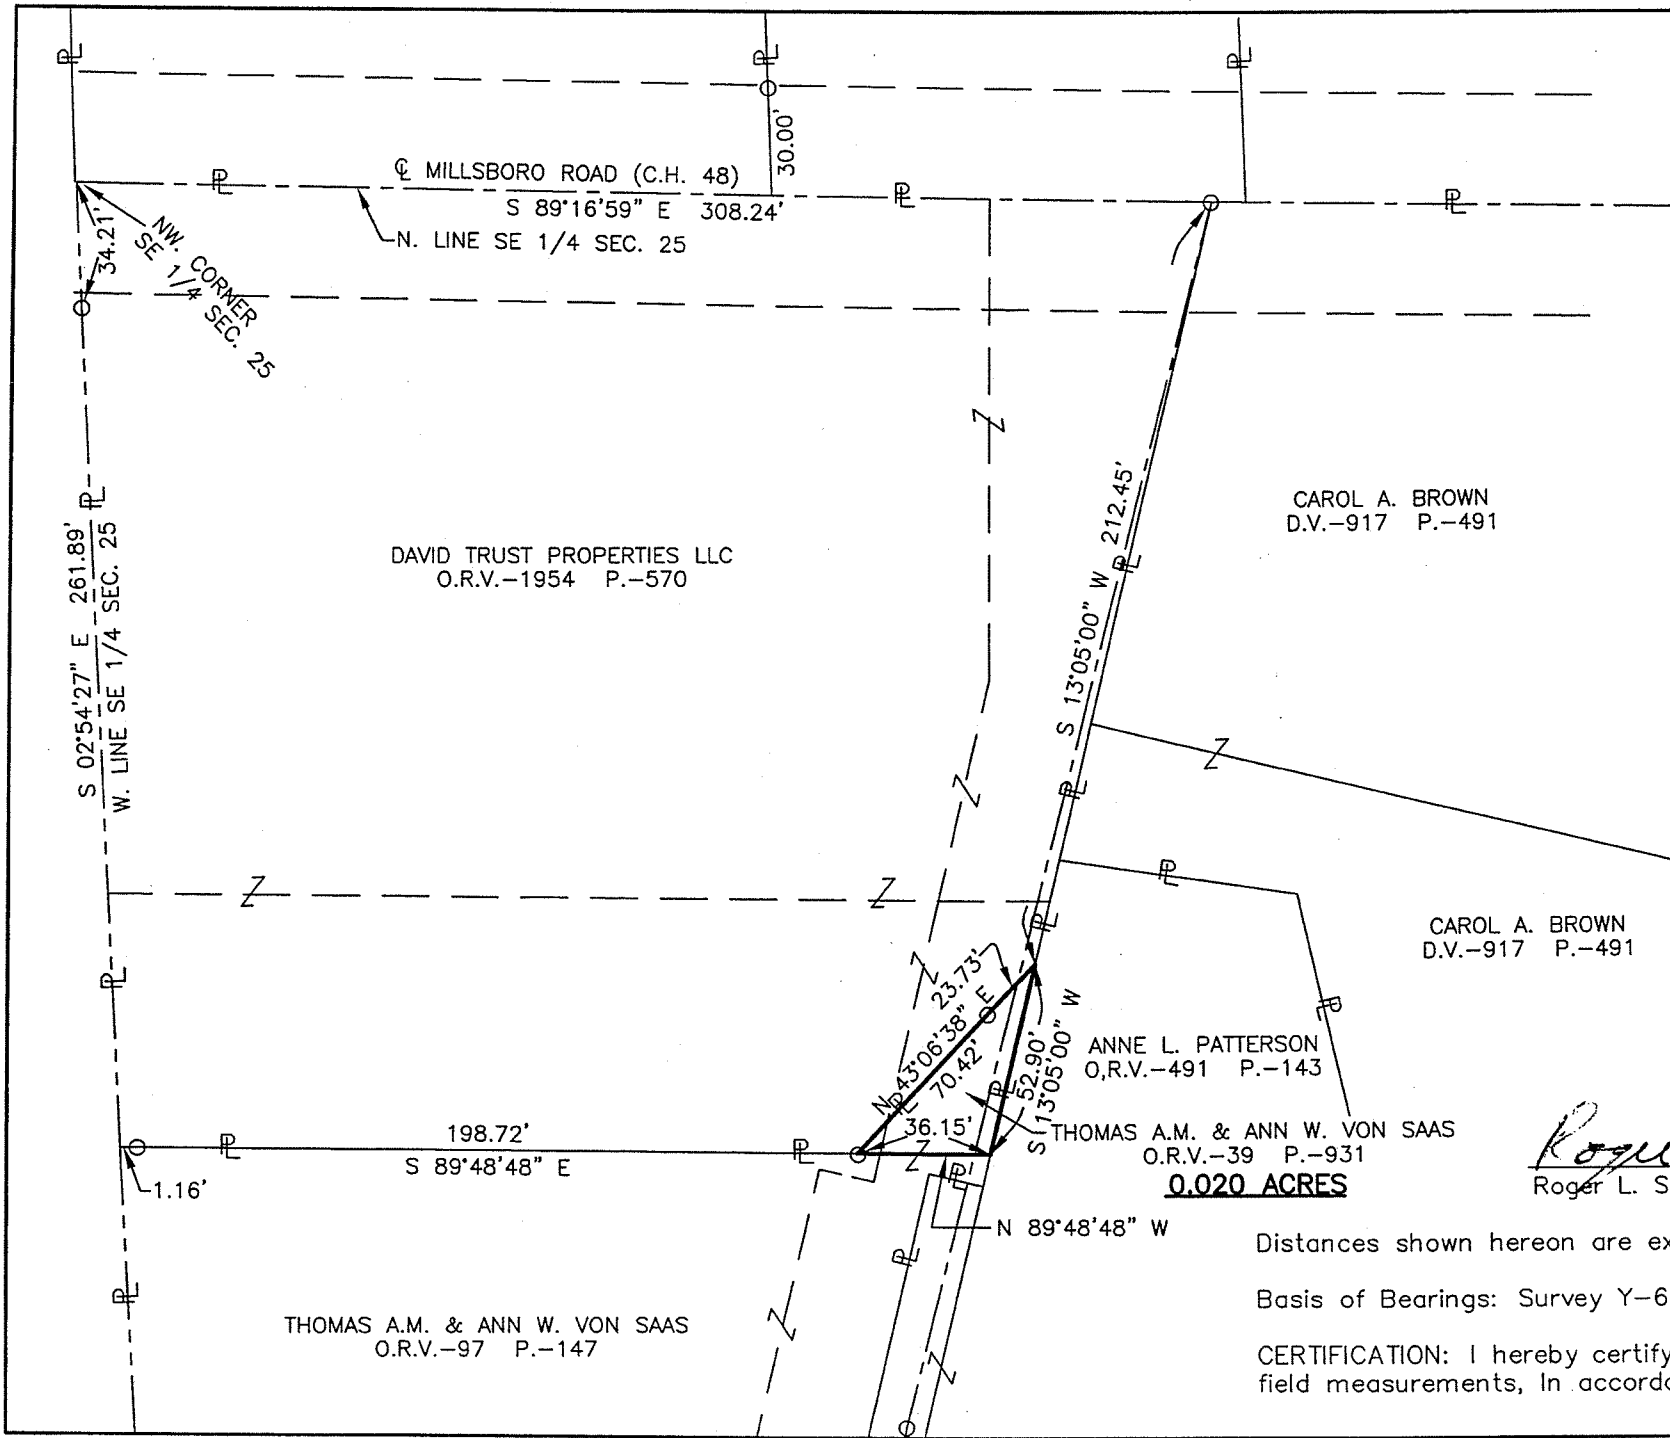 ℄ MILLSBORO ROAD (C.H. 48)
S 89°16'59" E 308.24'
30.00'
N. LINE SE 1/4 SEC. 25
34.21'
NW. CORNER
SE 1/4 SEC. 25
S 02°54'27" E 261.89'
W. LINE SE 1/4 SEC. 25
DAVID TRUST PROPERTIES LLC
O.R.V.-1954 P.-570
S 13°05'00" W 212.45'
CAROL A. BROWN
D.V.-917 P.-491
CAROL A. BROWN
D.V.-917 P.-491
23.73'
N 43°06'38" E
70.42'
52.90'
S 13°05'00" W
ANNE L. PATTERSON
O,R.V.-491 P.-143
36.15'
198.72'
S 89°48'48" E
1.16'
THOMAS A.M. & ANN W. VON SAAS
O.R.V.-39 P.-931
0.020 ACRES
N 89°48'48" W
Roger L. S
Distances shown hereon are ex
Basis of Bearings: Survey Y-6
CERTIFICATION: I hereby certify
field measurements, In accorda
THOMAS A.M. & ANN W. VON SAAS
O.R.V.-97 P.-147